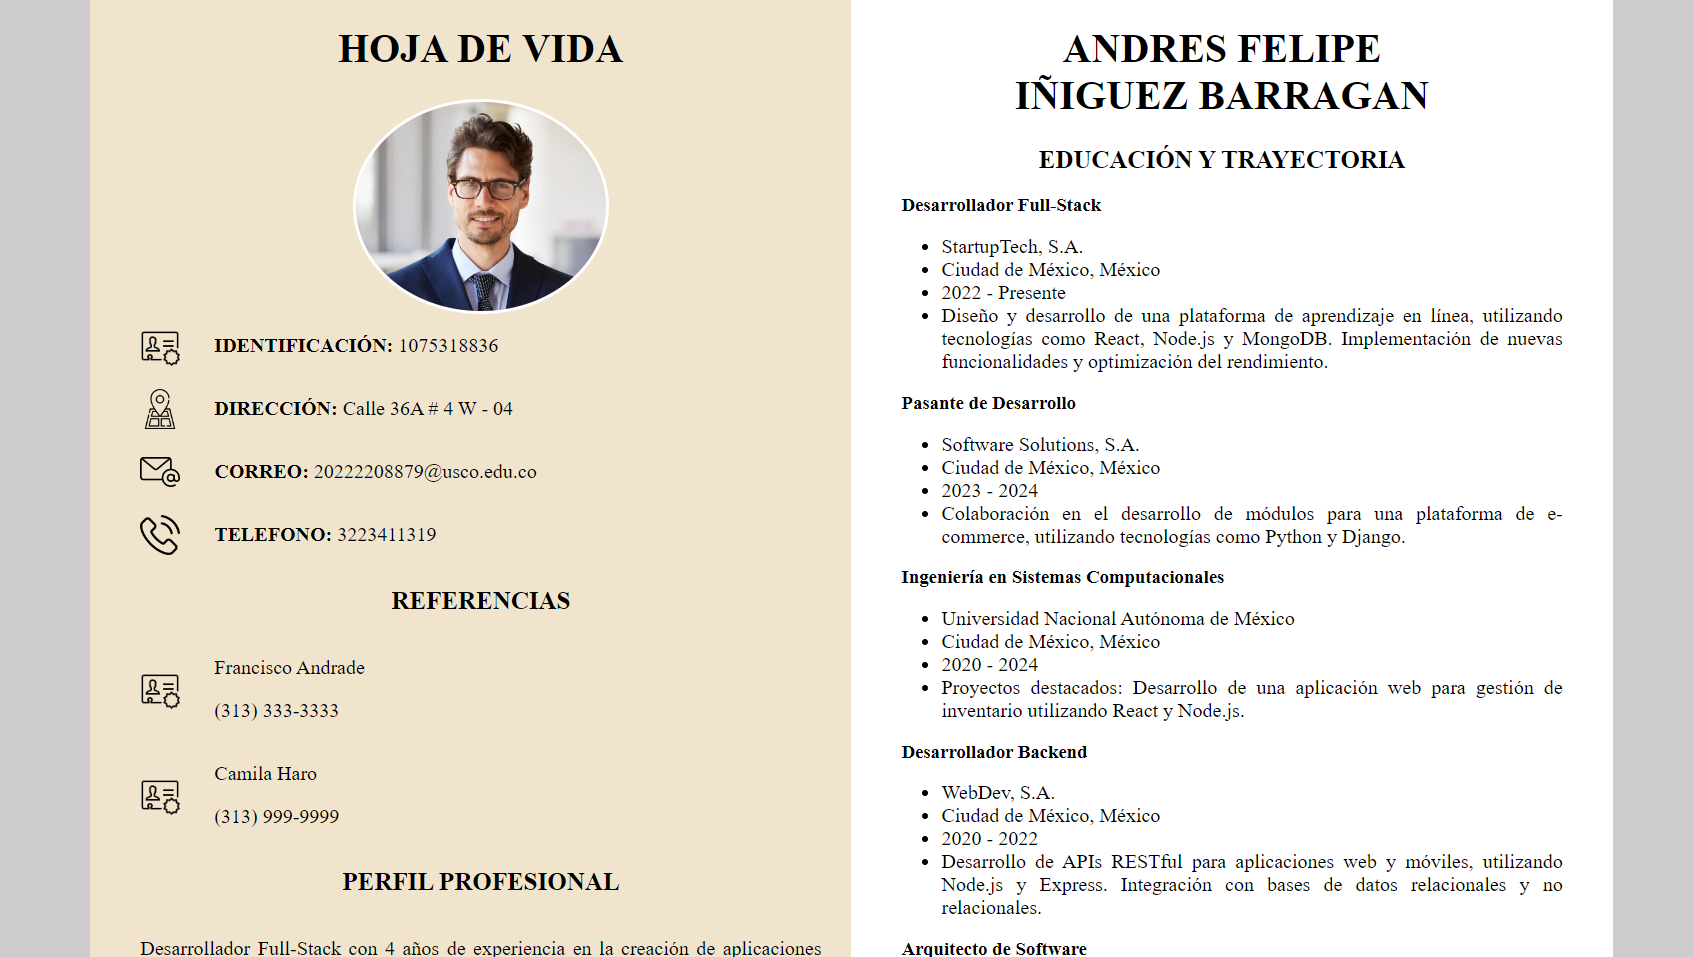 HOJA DE VIDA
IDENTIFICACIÓN: 1075318836
DIRECCIÓN: Calle 36A # 4 W - 04
CORREO: 20222208879@usco.edu.co
TELEFONO: 3223411319
REFERENCIAS
Francisco Andrade
(313) 333-3333
Camila Haro
(313) 999-9999
PERFIL PROFESIONAL
Desarrollador Full-Stack con 4 años de experiencia en la creación de aplicaciones
ANDRES FELIPE
IÑIGUEZ BARRAGAN
EDUCACIÓN Y TRAYECTORIA
Desarrollador Full-Stack
• StartupTech, S.A.
• Ciudad de México, México
• 2022 - Presente
• Diseño y desarrollo de una plataforma de aprendizaje en línea, utilizando
tecnologías como React, Node.js y MongoDB. Implementación de nuevas
funcionalidades y optimización del rendimiento.
Pasante de Desarrollo
• Software Solutions, S.A.
• Ciudad de México, México
• 2023 - 2024
• Colaboración en el desarrollo de módulos para una plataforma de e-
commerce, utilizando tecnologías como Python y Django.
Ingeniería en Sistemas Computacionales
• Universidad Nacional Autónoma de México
• Ciudad de México, México
• 2020 - 2024
• Proyectos destacados: Desarrollo de una aplicación web para gestión de
inventario utilizando React y Node.js.
Desarrollador Backend
• WebDev, S.A.
• Ciudad de México, México
• 2020 - 2022
• Desarrollo de APIs RESTful para aplicaciones web y móviles, utilizando
Node.js y Express. Integración con bases de datos relacionales y no
relacionales.
Arquitecto de Software